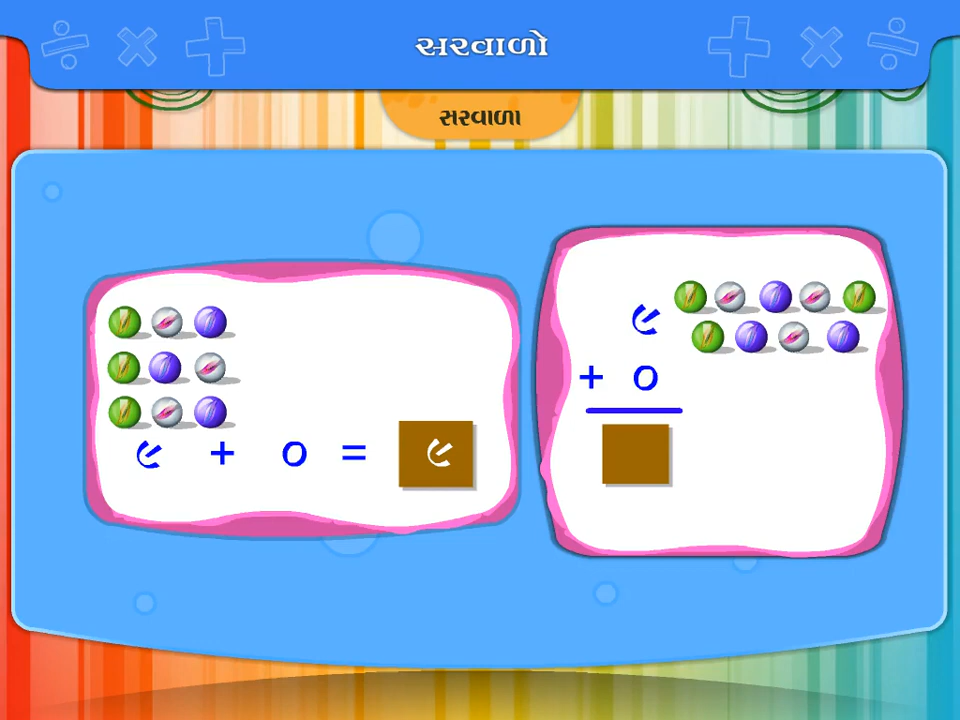 સરવાળો
સરવાળા
૯ + ૦ = ૯
૯
+ ૦